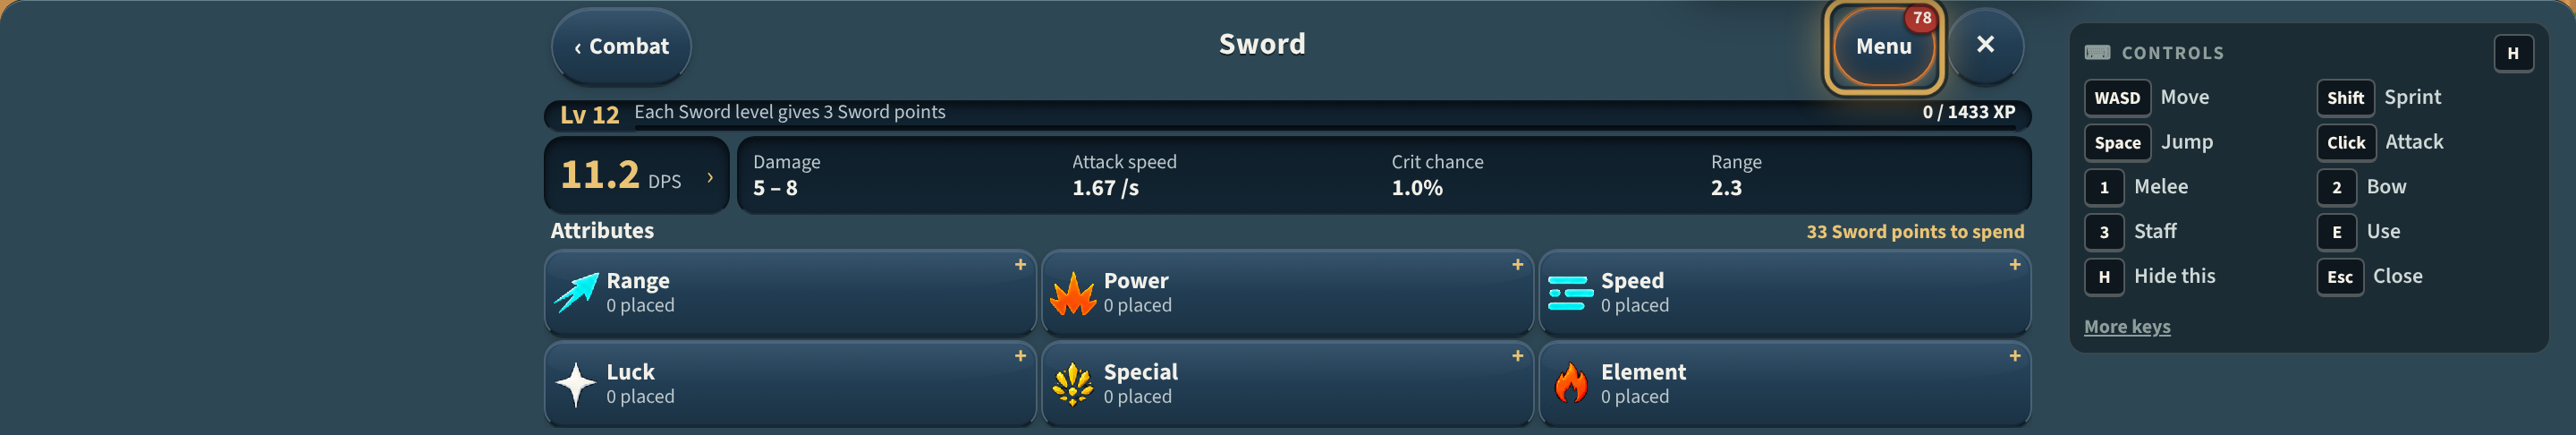 ‹ Combat
Sword
Menu
78
✕
Lv 12
Each Sword level gives 3 Sword points
0 / 1433 XP
11.2 DPS ›
Damage
5 – 8
Attack speed
1.67 /s
Crit chance
1.0%
Range
2.3
Attributes
33 Sword points to spend
Range
0 placed
+
Power
0 placed
+
Speed
0 placed
+
Luck
0 placed
+
Special
0 placed
+
Element
0 placed
+
CONTROLS
H
WASD Move
Shift Sprint
Space Jump
Click Attack
1 Melee
2 Bow
3 Staff
E Use
H Hide this
Esc Close
More keys